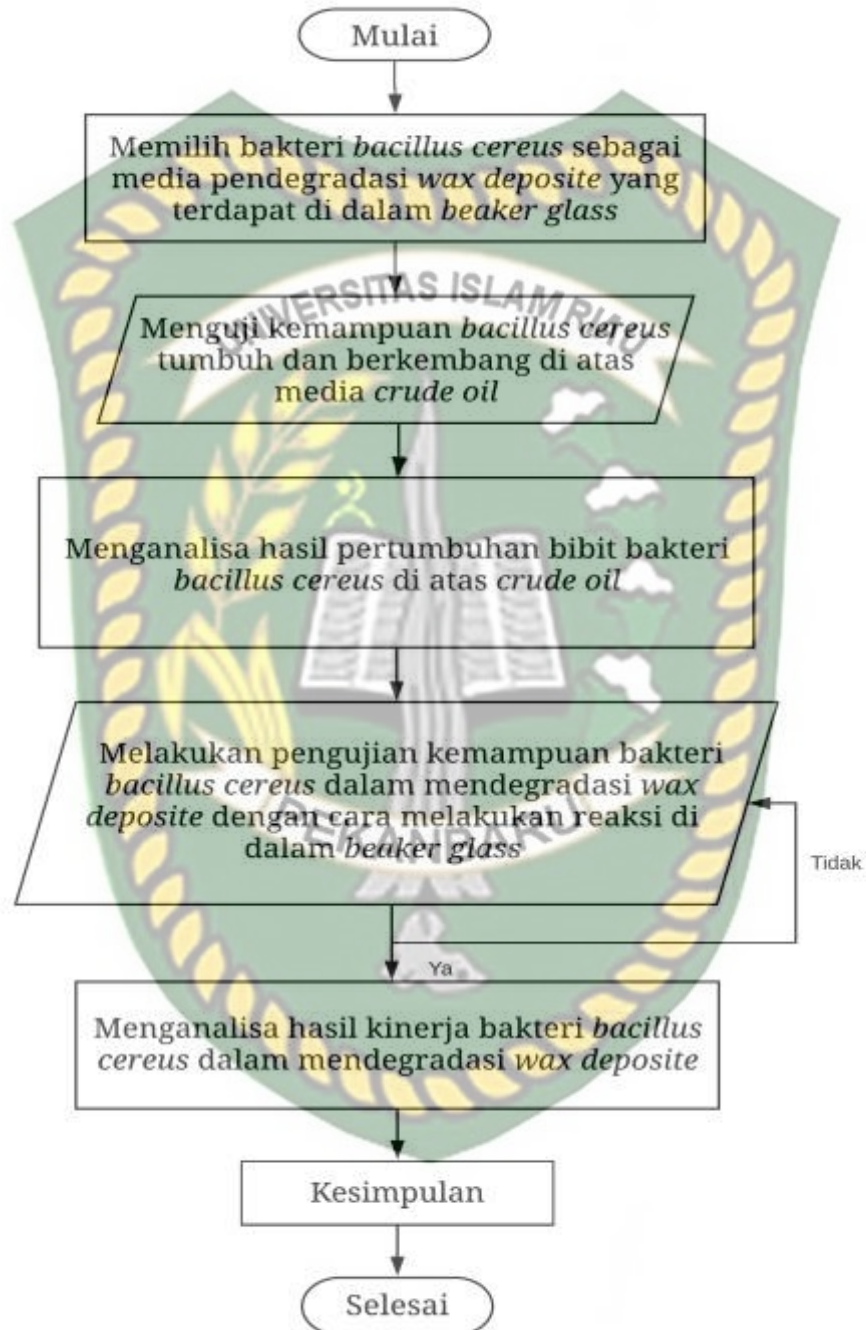 Mulai
Memilih bakteri bacillus cereus sebagai
media pendegradasi wax deposite yang
terdapat di dalam beaker glass
UNIVERSITAS ISLAM RIAU
Menguji kemampuan bacillus cereus
tumbuh dan berkembang di atas
media crude oil
Menganalisa hasil pertumbuhan bibit bakteri
bacillus cereus di atas crude oil
Melakukan pengujian kemampuan bakteri
bacillus cereus dalam mendegradasi wax
deposite dengan cara melakukan reaksi di
dalam beaker glass
PEKANBARU
Tidak
Ya
Menganalisa hasil kinerja bakteri bacillus
cereus dalam mendegradasi wax deposite
Kesimpulan
Selesai